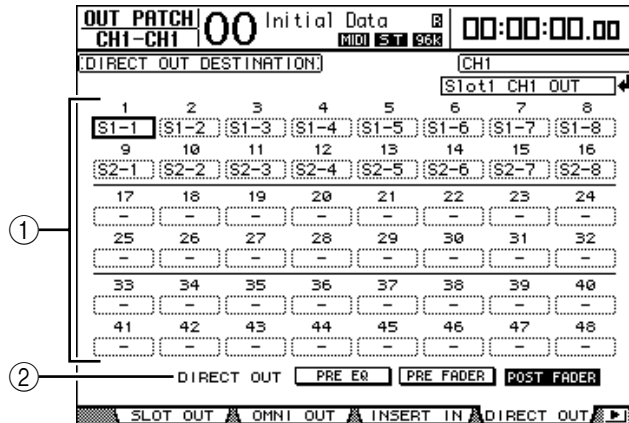 OUT PATCH 00 Initial Data R 00:00:00.00
CH1-CH1 MIDI ST 96k
DIRECT OUT DESTINATION CH1
Slot1 CH1 OUT
1 2 3 4 5 6 7 8
S1-1 S1-2 S1-3 S1-4 S1-5 S1-6 S1-7 S1-8
9 10 11 12 13 14 15 16
S2-1 S2-2 S2-3 S2-4 S2-5 S2-6 S2-7 S2-8
17 18 19 20 21 22 23 24
- - - - - - - -
25 26 27 28 29 30 31 32
- - - - - - - -
33 34 35 36 37 38 39 40
- - - - - - - -
41 42 43 44 45 46 47 48
- - - - - - - -
1
2
DIRECT OUT PRE EQ PRE FADER POST FADER
SLOT OUT OMNI OUT INSERT IN DIRECT OUT